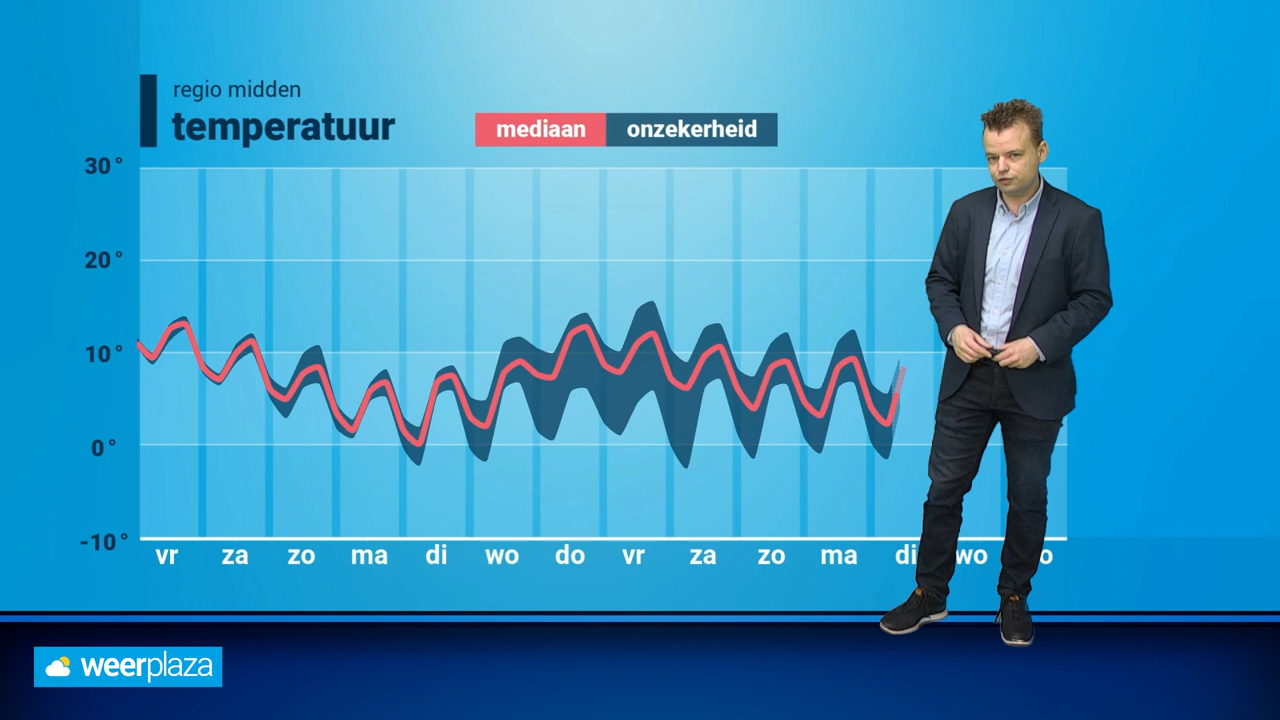 regio midden
temperatuur
mediaan onzekerheid
30°
20°
10°
0°
-10°
vr za zo ma di wo do vr za zo ma di wo
weerplaza